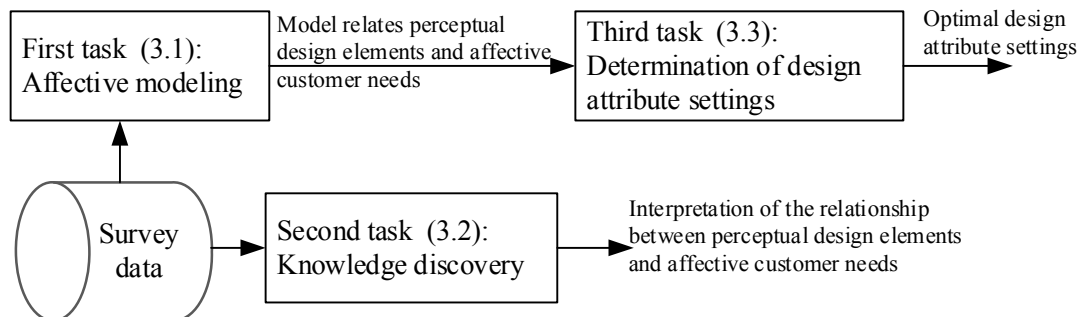 First task (3.1):
Affective modeling
Model relates perceptual
design elements and affective
customer needs
Third task (3.3):
Determination of design
attribute settings
Optimal design
attribute settings
Survey
data
Second task (3.2):
Knowledge discovery
Interpretation of the relationship
between perceptual design elements
and affective customer needs